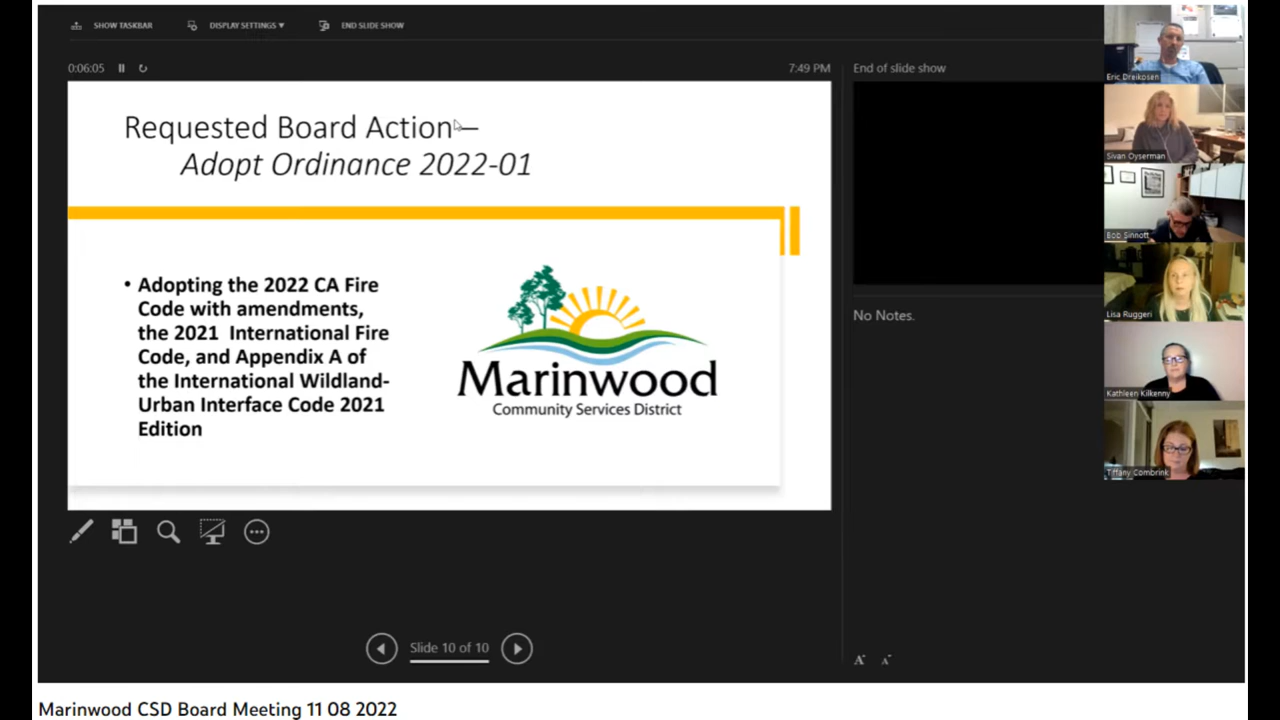 SHOW TASKBAR DISPLAY SETTINGS ▼ END SLIDE SHOW
0:06:05 7:49 PM End of slide show
Requested Board Action—
Adopt Ordinance 2022-01
• Adopting the 2022 CA Fire
Code with amendments,
the 2021 International Fire
Code, and Appendix A of
the International Wildland-
Urban Interface Code 2021
Edition
Marinwood
Community Services District
No Notes.
Eric Dreikosen
Sivan Oyserman
Bob Sinnott
Lisa Ruggeri
Kathleen Kilkenny
Tiffany Combrink
Slide 10 of 10
A A
Marinwood CSD Board Meeting 11 08 2022